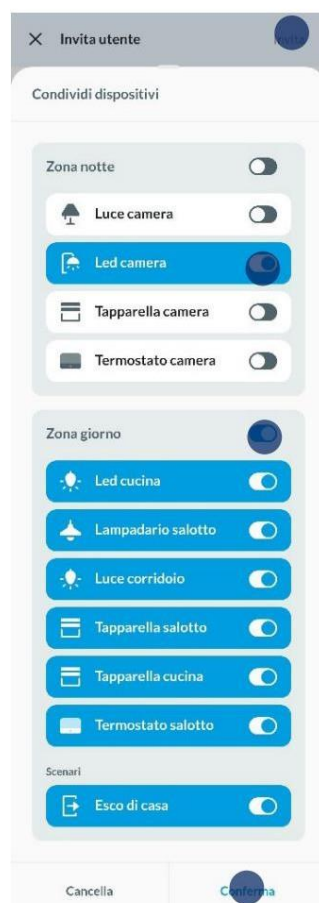 Invita utente
Invita
Condividi dispositivi
Zona notte
Luce camera
Led camera
Tapparella camera
Termostato camera
Zona giorno
Led cucina
Lampadario salotto
Luce corridoio
Tapparella salotto
Tapparella cucina
Termostato salotto
Scenari
Esco di casa
Cancella
Conferma